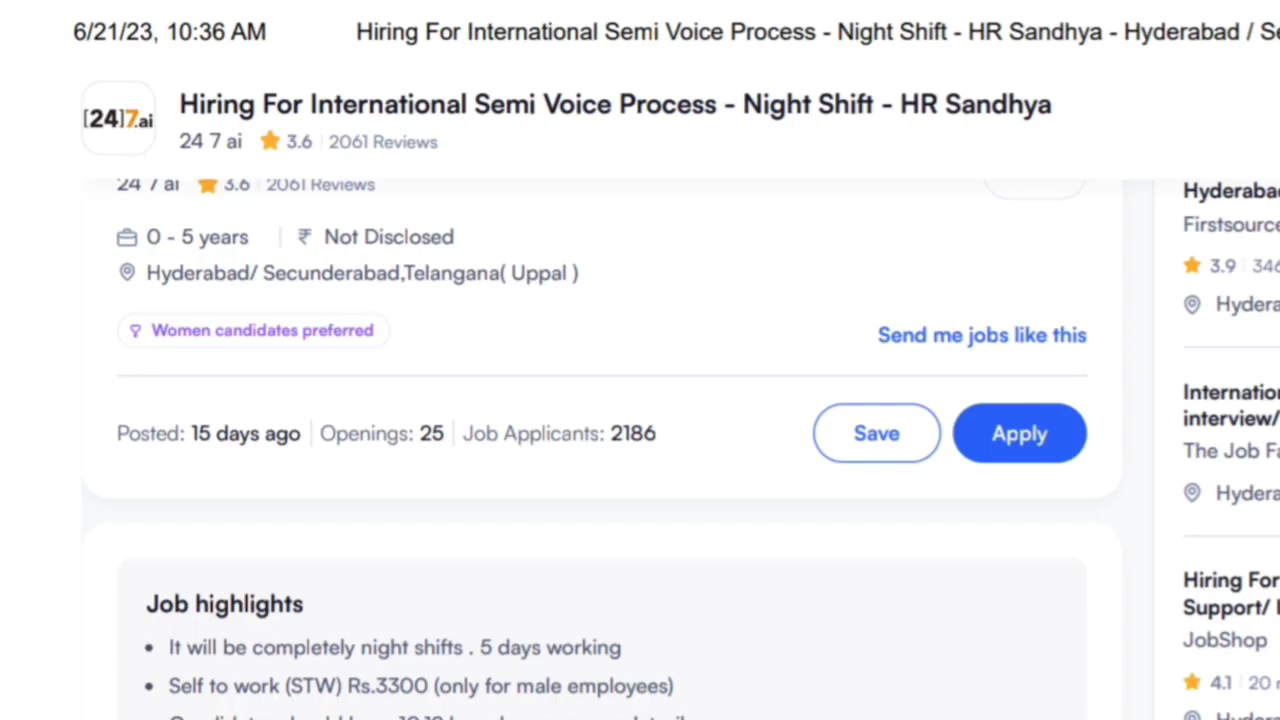 6/21/23, 10:36 AM Hiring For International Semi Voice Process - Night Shift - HR Sandhya - Hyderabad / Se
[24]7.ai
Hiring For International Semi Voice Process - Night Shift - HR Sandhya
24 7 ai 3.6 2061 Reviews
24 7 ai 3.6 2061 Reviews
0 - 5 years ₹ Not Disclosed
Hyderabad/ Secunderabad,Telangana( Uppal )
Women candidates preferred
Send me jobs like this
Posted: 15 days ago Openings: 25 Job Applicants: 2186
Save Apply
Job highlights
• It will be completely night shifts . 5 days working
• Self to work (STW) Rs.3300 (only for male employees)
Hyderabad
Firstsource
3.9 346
Hydera
Internation
interview/
The Job Fa
Hydera
Hiring For
Support/
JobShop
4.1 20